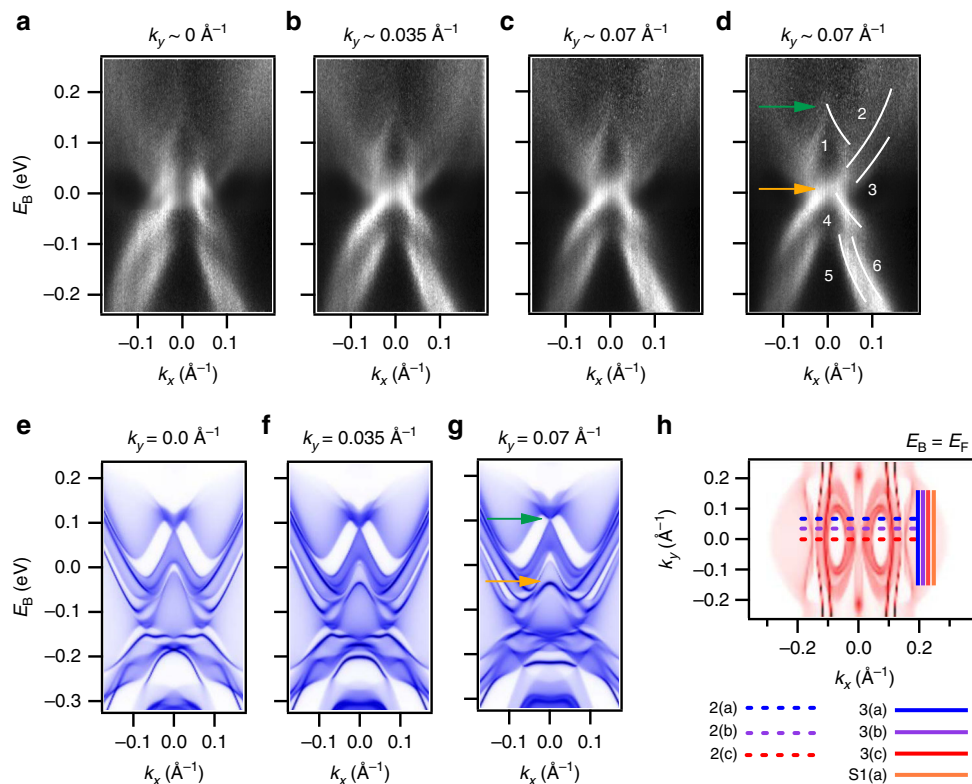 a b c d
k_y ~ 0 Å⁻¹ k_y ~ 0.035 Å⁻¹ k_y ~ 0.07 Å⁻¹ k_y ~ 0.07 Å⁻¹
E_B (eV)
0.2
0.1
0.0
−0.1
−0.2
1
2
3
4
5
6
−0.1 0.0 0.1 −0.1 0.0 0.1 −0.1 0.0 0.1 −0.1 0.0 0.1
k_x (Å⁻¹) k_x (Å⁻¹) k_x (Å⁻¹) k_x (Å⁻¹)
e f g h
k_y = 0.0 Å⁻¹ k_y = 0.035 Å⁻¹ k_y = 0.07 Å⁻¹ E_B = E_F
E_B (eV)
0.2
0.1
0.0
−0.1
−0.2
−0.3
−0.1 0.0 0.1 −0.1 0.0 0.1 −0.1 0.0 0.1
k_x (Å⁻¹) k_x (Å⁻¹) k_x (Å⁻¹)
k_y (Å⁻¹)
0.2
0.1
0.0
−0.1
−0.2
−0.2 0.0 0.2
k_x (Å⁻¹)
2(a) 3(a)
2(b) 3(b)
2(c) 3(c)
S1(a)